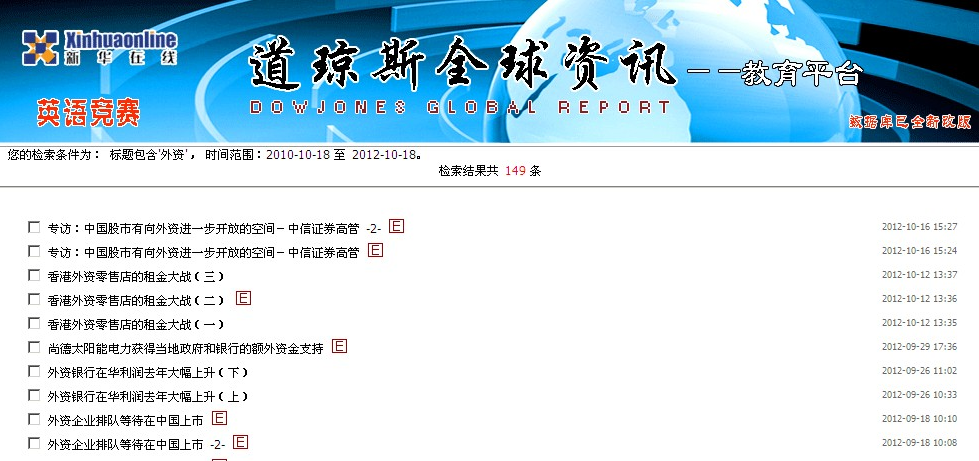 Xinhuaonline
新华在线
道琼斯全球资讯——教育平台
DOWJONES GLOBAL REPORT
英语竞赛
数据库已全新改版
您的检索条件为： 标题包含'外资'， 时间范围：2010-10-18 至 2012-10-18。
检索结果共 149 条
专访：中国股市有向外资进一步开放的空间－中信证券高管 -2- E 2012-10-16 15:27
专访：中国股市有向外资进一步开放的空间－中信证券高管 E 2012-10-16 15:24
香港外资零售店的租金大战（三） 2012-10-12 13:37
香港外资零售店的租金大战（二） E 2012-10-12 13:36
香港外资零售店的租金大战（一） 2012-10-12 13:35
尚德太阳能电力获得当地政府和银行的额外资金支持 E 2012-09-29 17:36
外资银行在华利润去年大幅上升（下） 2012-09-26 11:02
外资银行在华利润去年大幅上升（上） 2012-09-26 10:33
外资企业排队等待在中国上市 E 2012-09-18 10:10
外资企业排队等待在中国上市 -2- E 2012-09-18 10:08